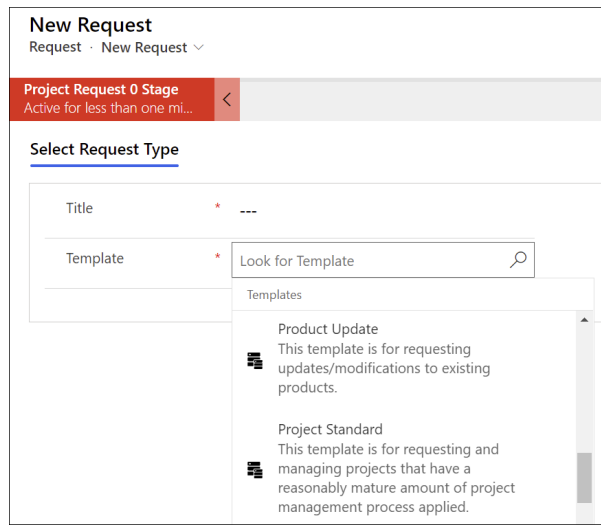 New Request
Request · New Request
Project Request 0 Stage
Active for less than one mi...
Select Request Type
Title * ---
Template * Look for Template
Templates
Product Update
This template is for requesting
updates/modifications to existing
products.
Project Standard
This template is for requesting and
managing projects that have a
reasonably mature amount of project
management process applied.